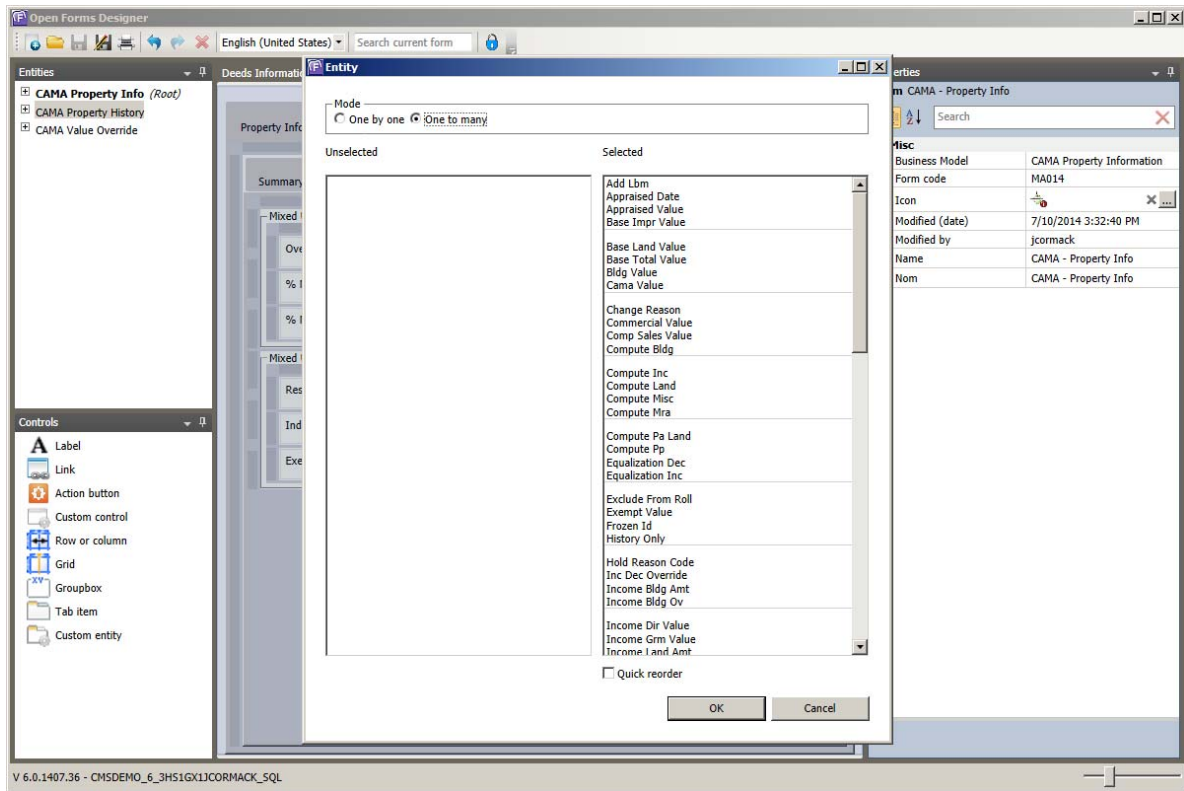 Open Forms Designer
English (United States)
Search current form
Entities
CAMA Property Info (Root)
CAMA Property History
CAMA Value Override
Controls
Label
Link
Action button
Custom control
Row or column
Grid
XY
Groupbox
Tab item
Custom entity
Deeds Informati
Property Info
Summary
Mixed
Ove
%
%
Mixed
Res
Ind
Exe
Entity
Mode
One by one
One to many
Unselected
Selected
Add Lbm
Appraised Date
Appraised Value
Base Impr Value
Base Land Value
Base Total Value
Bldg Value
Cama Value
Change Reason
Commercial Value
Comp Sales Value
Compute Bldg
Compute Inc
Compute Land
Compute Misc
Compute Mra
Compute Pa Land
Compute Pp
Equalization Dec
Equalization Inc
Exclude From Roll
Exempt Value
Frozen Id
History Only
Hold Reason Code
Inc Dec Override
Income Bldg Amt
Income Bldg Ov
Income Dir Value
Income Grm Value
Income Land Amt
Quick reorder
OK
Cancel
erties
m CAMA - Property Info
Search
Misc
Business Model CAMA Property Information
Form code MA014
Icon ...
Modified (date) 7/10/2014 3:32:40 PM
Modified by jcormack
Name CAMA - Property Info
Nom CAMA - Property Info
V 6.0.1407.36 - CMSDEMO_6_3HS1GX1JCORMACK_SQL